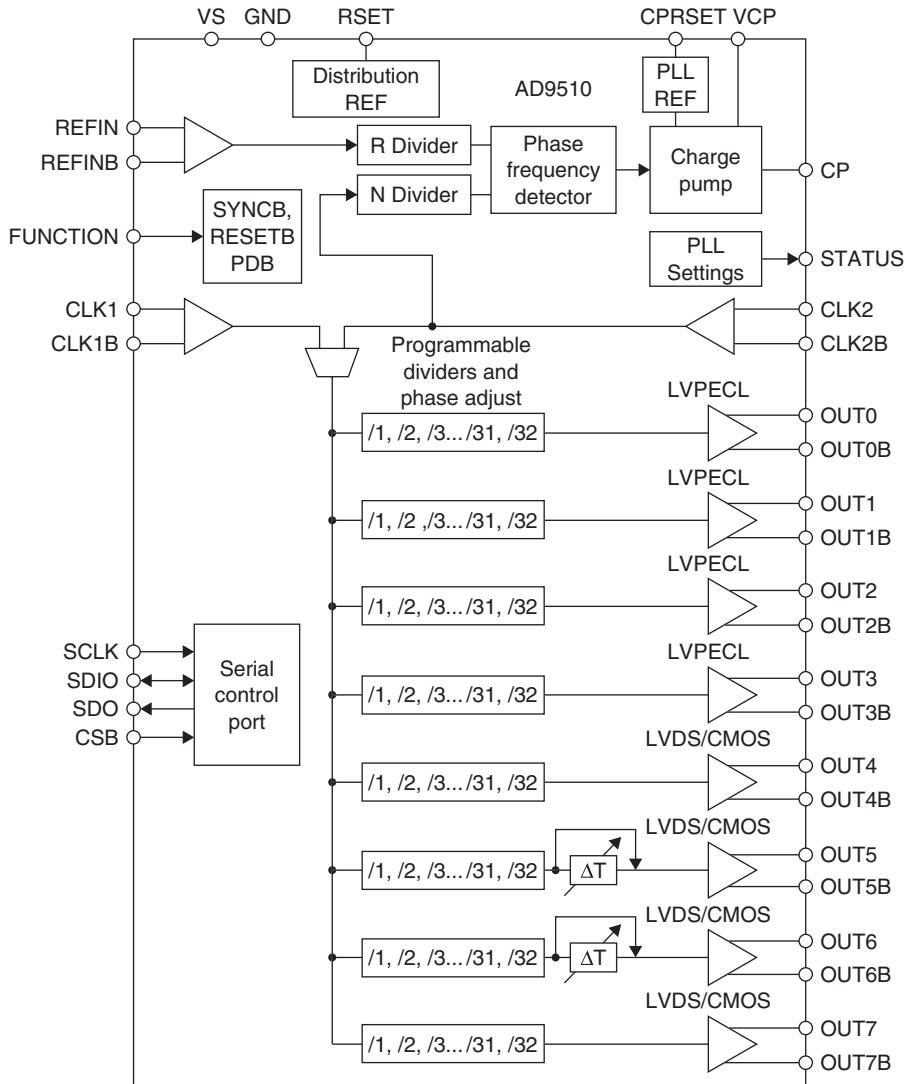 VS GND RSET CPRSET VCP
Distribution
REF
AD9510
PLL
REF
REFIN
REFINB
R Divider
N Divider
Phase
frequency
detector
Charge
pump
CP
FUNCTION
SYNCB,
RESETB
PDB
PLL
Settings
STATUS
CLK1
CLK1B
CLK2
CLK2B
Programmable
dividers and
phase adjust
/1, /2, /3... /31, /32
LVPECL
OUT0
OUT0B
/1, /2 ,/3... /31, /32
LVPECL
OUT1
OUT1B
/1, /2, /3... /31, /32
LVPECL
OUT2
OUT2B
SCLK
SDIO
SDO
CSB
Serial
control
port
/1, /2, /3... /31, /32
LVPECL
OUT3
OUT3B
/1, /2, /3... /31, /32
LVDS/CMOS
OUT4
OUT4B
/1, /2, /3... /31, /32
ΔT
LVDS/CMOS
OUT5
OUT5B
/1, /2, /3... /31, /32
ΔT
LVDS/CMOS
OUT6
OUT6B
/1, /2, /3... /31, /32
LVDS/CMOS
OUT7
OUT7B